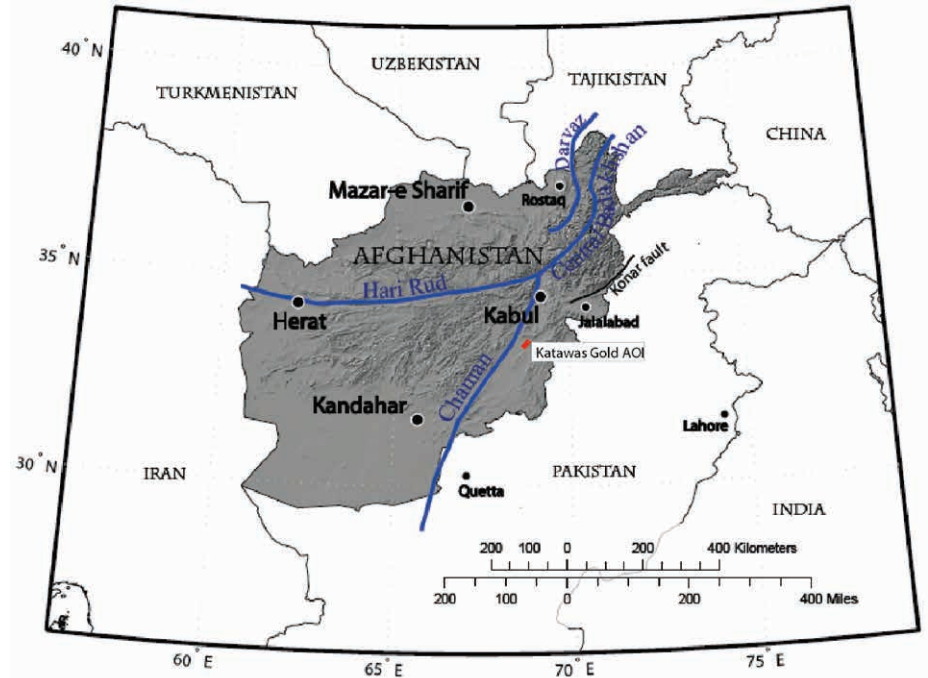 40° N
UZBEKISTAN
TAJIKISTAN
TURKMENISTAN
CHINA
Darvaz
Central Badakhshan
Mazar-e Sharif
Rostaq
35° N
AFGHANISTAN
Konar fault
Hari Rud
Herat
Kabul
Jalalabad
Katawas Gold AOI
Chaman
Kandahar
Lahore
30° N
IRAN
PAKISTAN
Quetta
INDIA
200 70 0 200 400 Kilometers
200 100 0 200 400 Miles
60° E
65° E
70° E
75° E